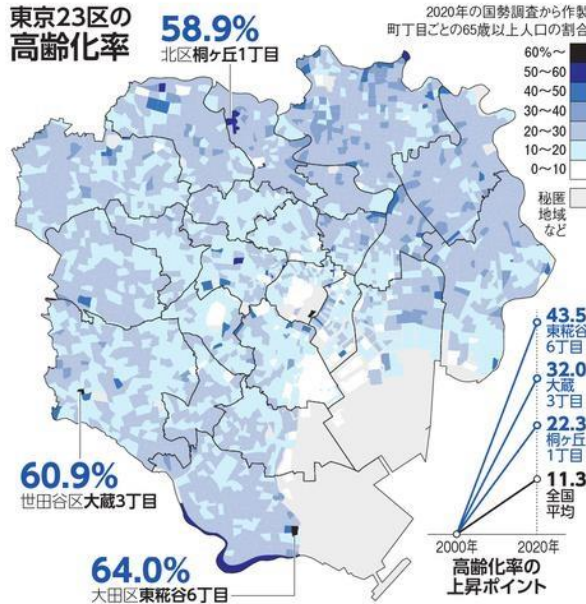 東京23区の
高齢化率
2020年の国勢調査から作製
町丁目ごとの65歳以上人口の割合
58.9%
北区桐ヶ丘1丁目
60%~
50~60
40~50
30~40
20~30
10~20
0~10
秘匿
地域
など
60.9%
世田谷区大蔵3丁目
64.0%
大田区東糀谷6丁目
43.5
東糀谷
6丁目
32.0
大蔵
3丁目
22.3
桐ヶ丘
1丁目
11.3
全国
平均
2000年
2020年
高齢化率の
上昇ポイント